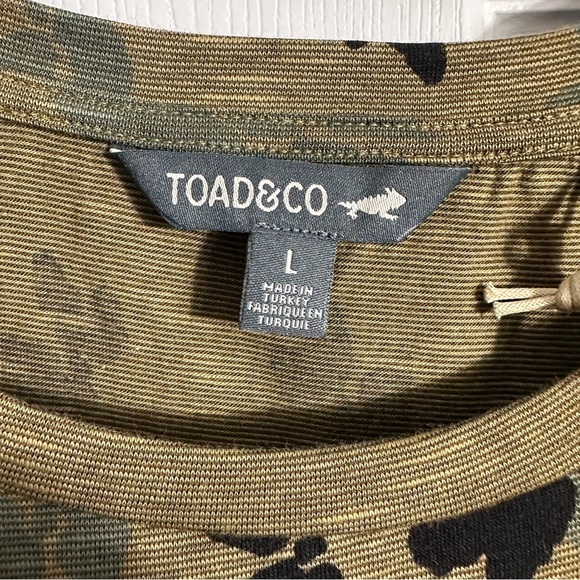 TOAD&CO
L
MADE IN
TURKEY
FABRIQUE EN
TURQUIE